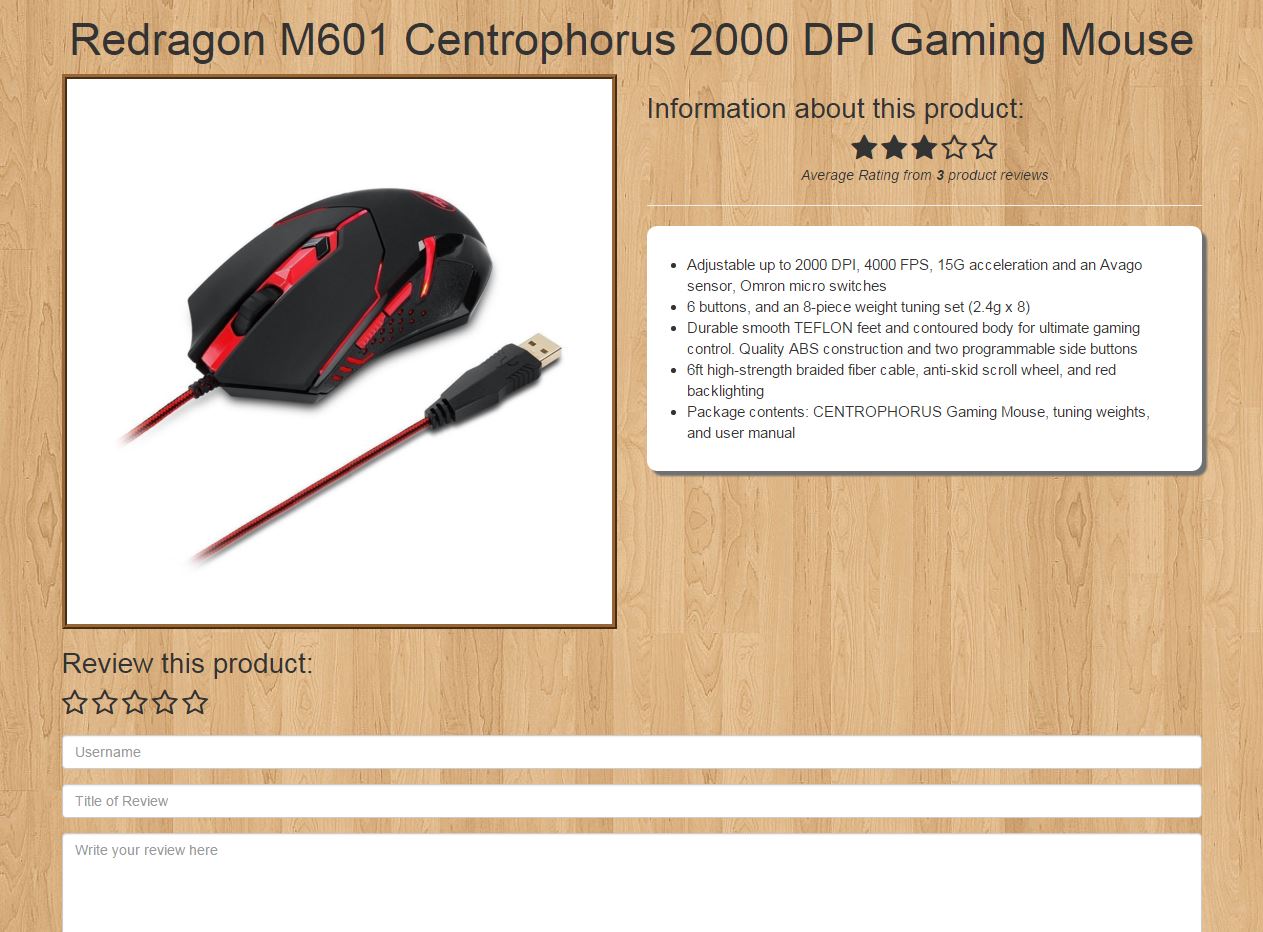 Redragon M601 Centrophorus 2000 DPI Gaming Mouse
Information about this product:
Average Rating from 3 product reviews
Adjustable up to 2000 DPI, 4000 FPS, 15G acceleration and an Avago
sensor, Omron micro switches
6 buttons, and an 8-piece weight tuning set (2.4g x 8)
Durable smooth TEFLON feet and contoured body for ultimate gaming
control. Quality ABS construction and two programmable side buttons
6ft high-strength braided fiber cable, anti-skid scroll wheel, and red
backlighting
Package contents: CENTROPHORUS Gaming Mouse, tuning weights,
and user manual
Review this product:
Username
Title of Review
Write your review here